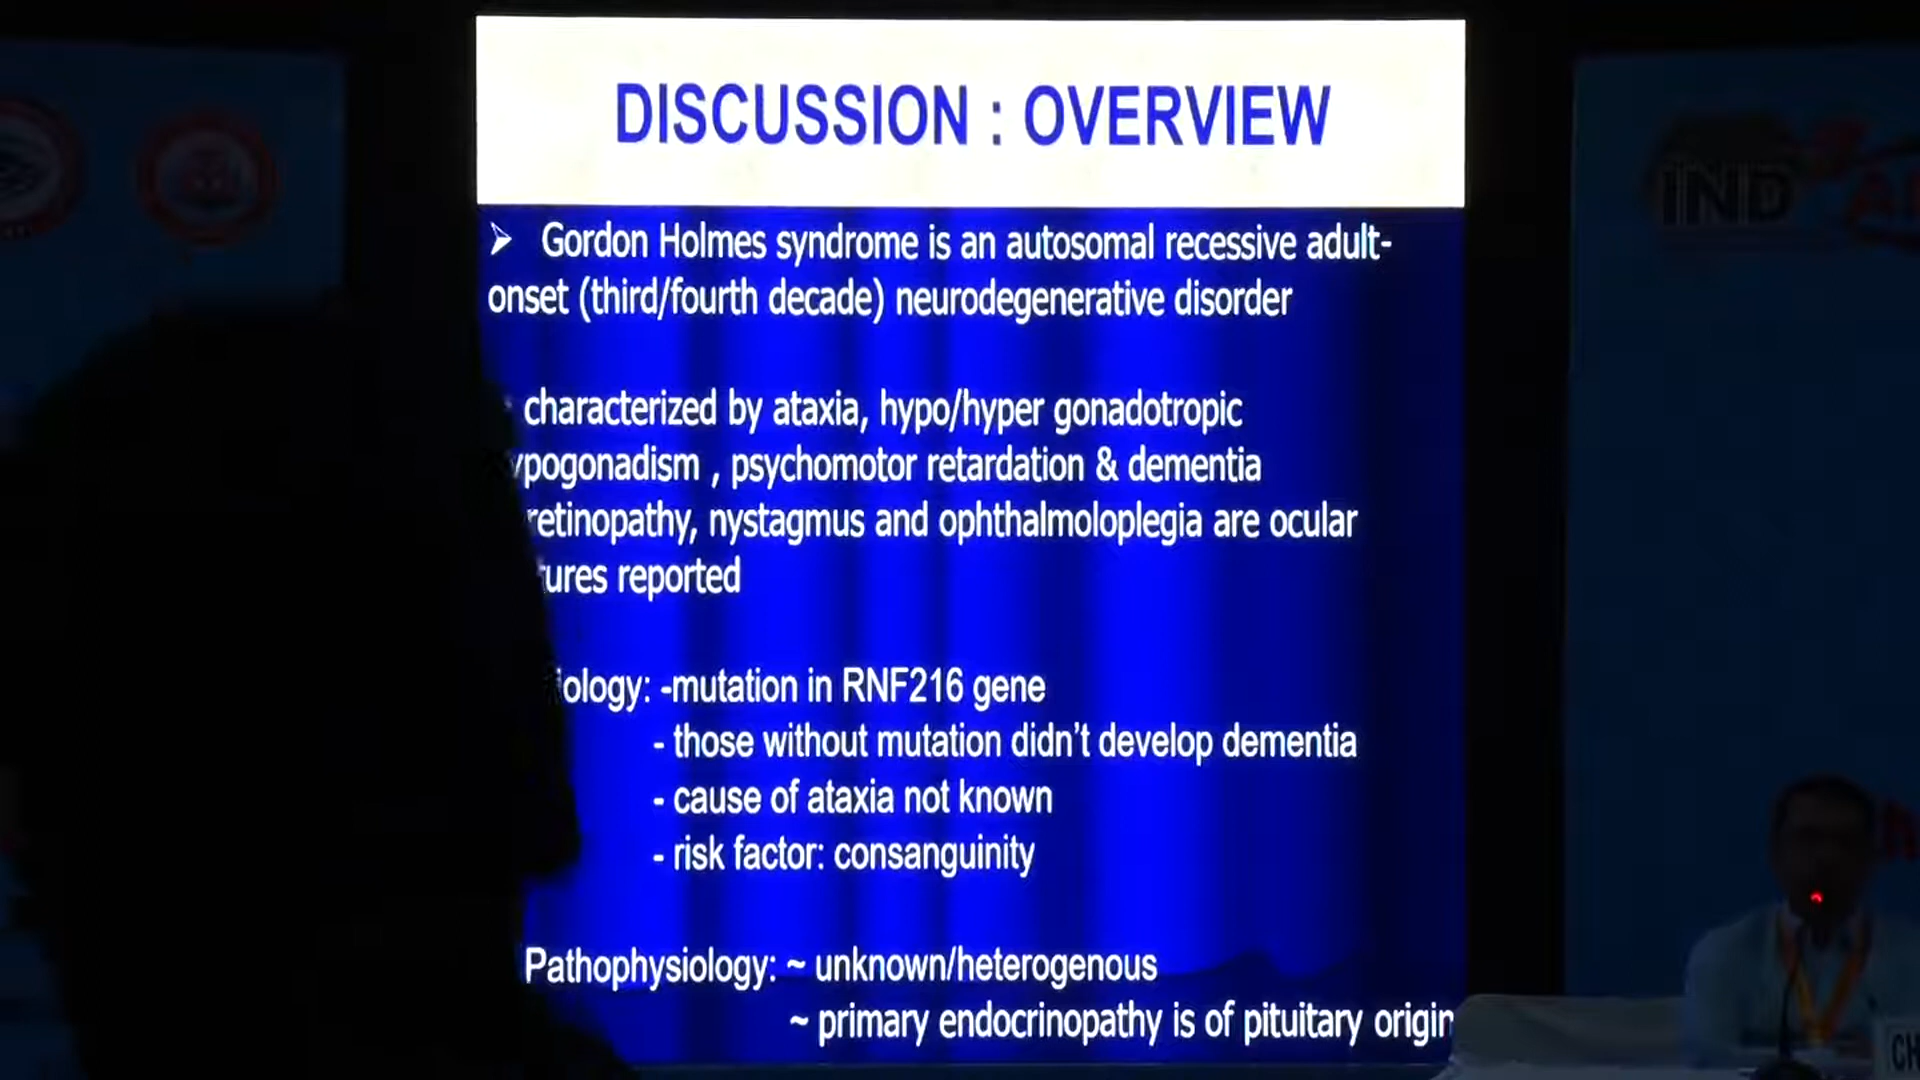 DISCUSSION : OVERVIEW
➢ Gordon Holmes syndrome is an autosomal recessive adult-
onset (third/fourth decade) neurodegenerative disorder
characterized by ataxia, hypo/hyper gonadotropic
ypogonadism , psychomotor retardation & dementia
retinopathy, nystagmus and ophthalmoloplegia are ocular
tures reported
iology: -mutation in RNF216 gene
- those without mutation didn't develop dementia
- cause of ataxia not known
- risk factor: consanguinity
Pathophysiology: ~ unknown/heterogenous
~ primary endocrinopathy is of pituitary origin
IND
CH